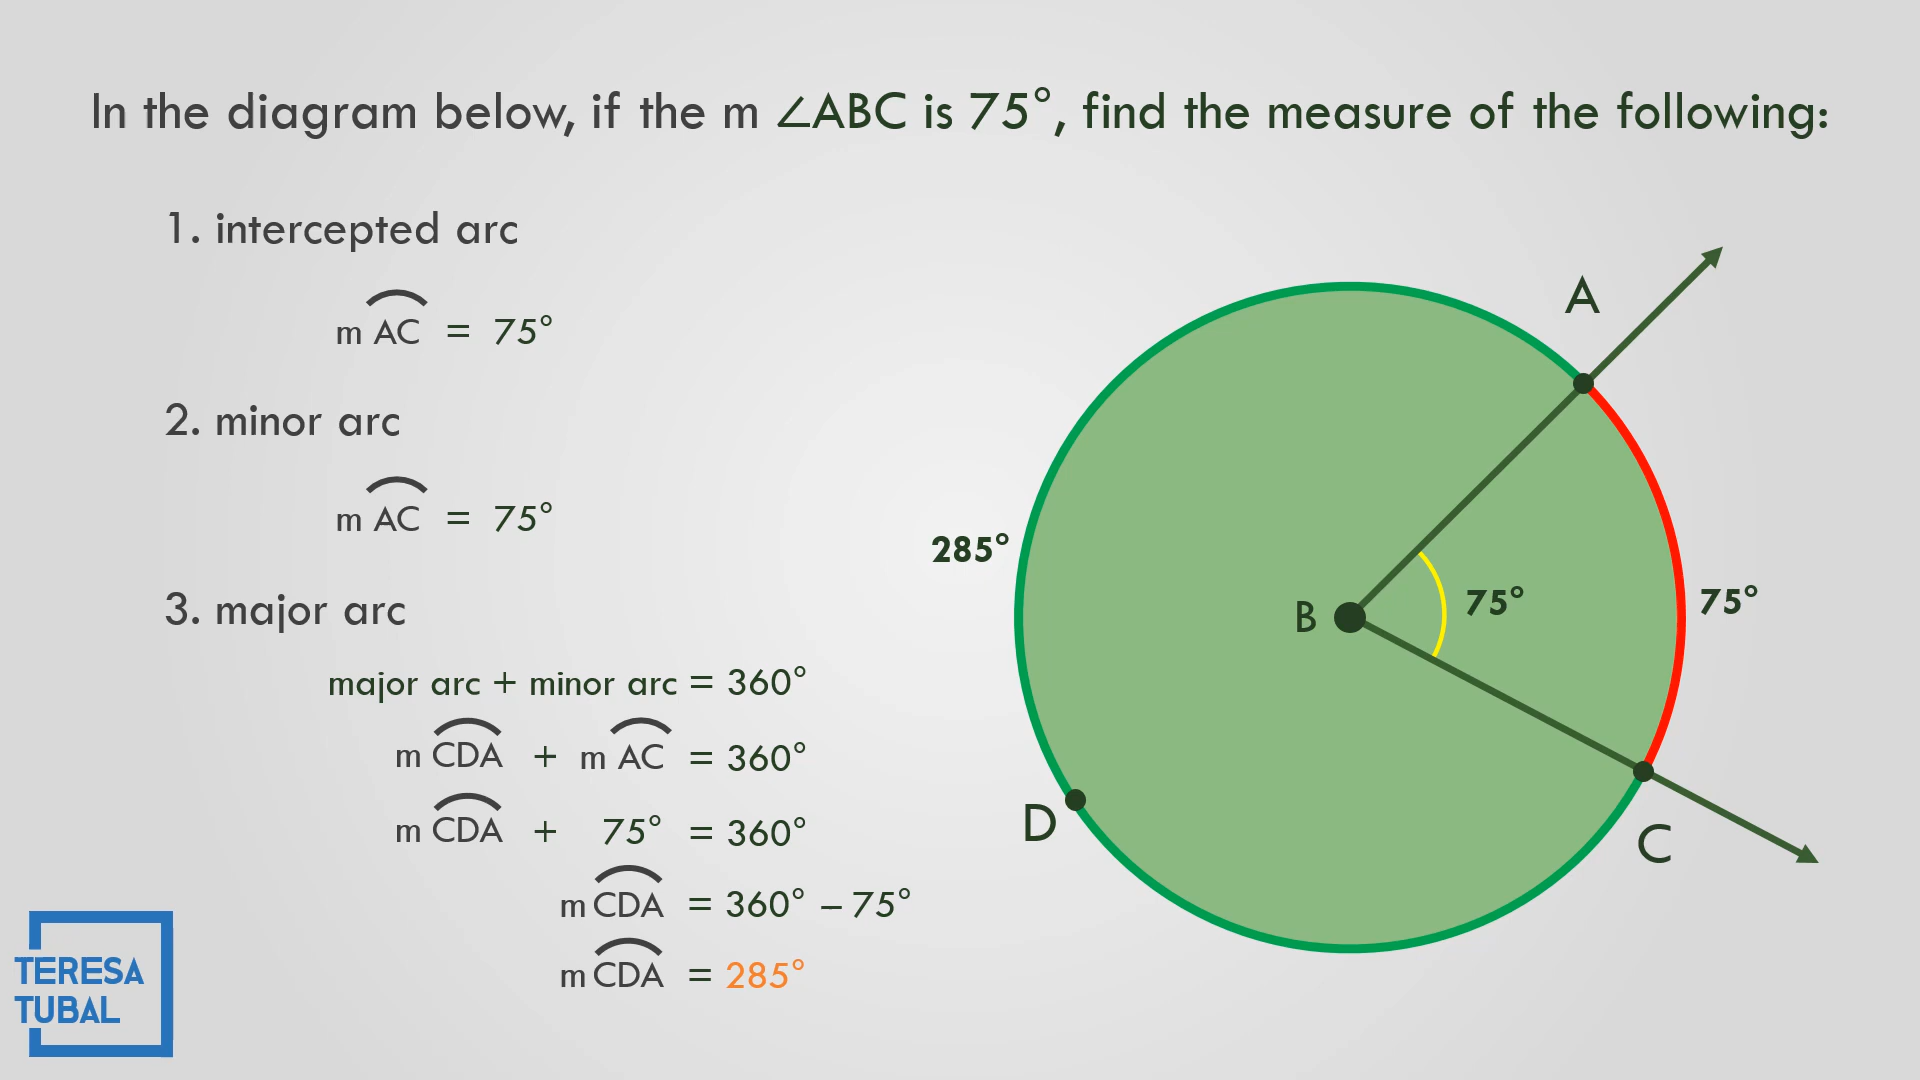 In the diagram below, if the m ∠ABC is 75°, find the measure of the following:
1. intercepted arc
m AC = 75°
2. minor arc
m AC = 75°
3. major arc
major arc + minor arc = 360°
m CDA + m AC = 360°
m CDA + 75° = 360°
m CDA = 360° – 75°
m CDA = 285°
A
285°
B
75°
75°
D
C
TERESA
TUBAL